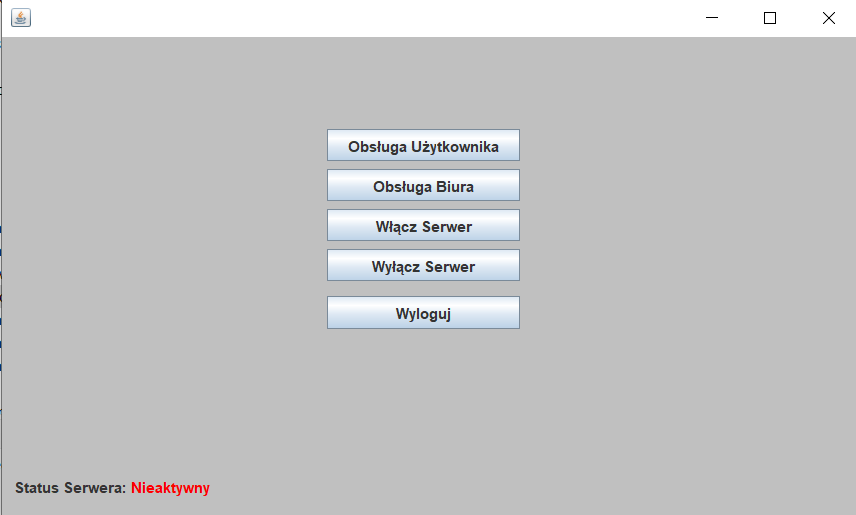 Obsługa Użytkownika
Obsługa Biura
Włącz Serwer
Wyłącz Serwer
Wyloguj
Status Serwera: Nieaktywny